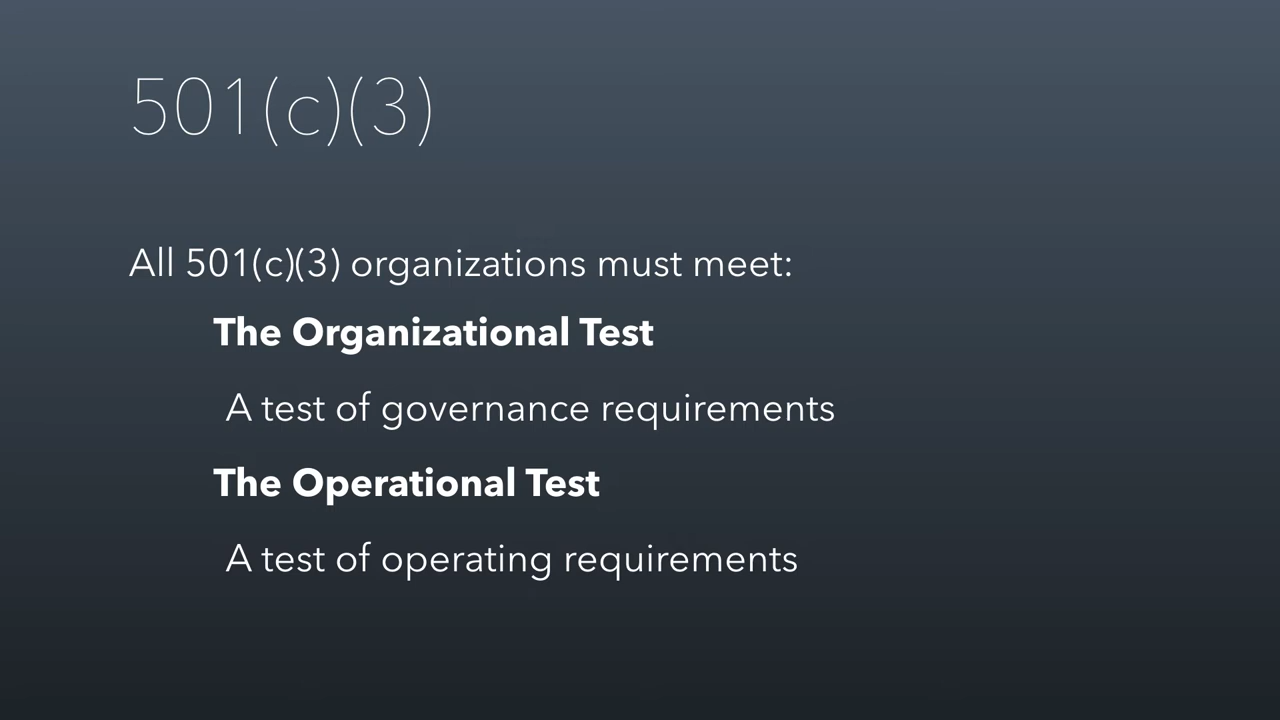 501(c)(3)
All 501(c)(3) organizations must meet:
The Organizational Test
A test of governance requirements
The Operational Test
A test of operating requirements